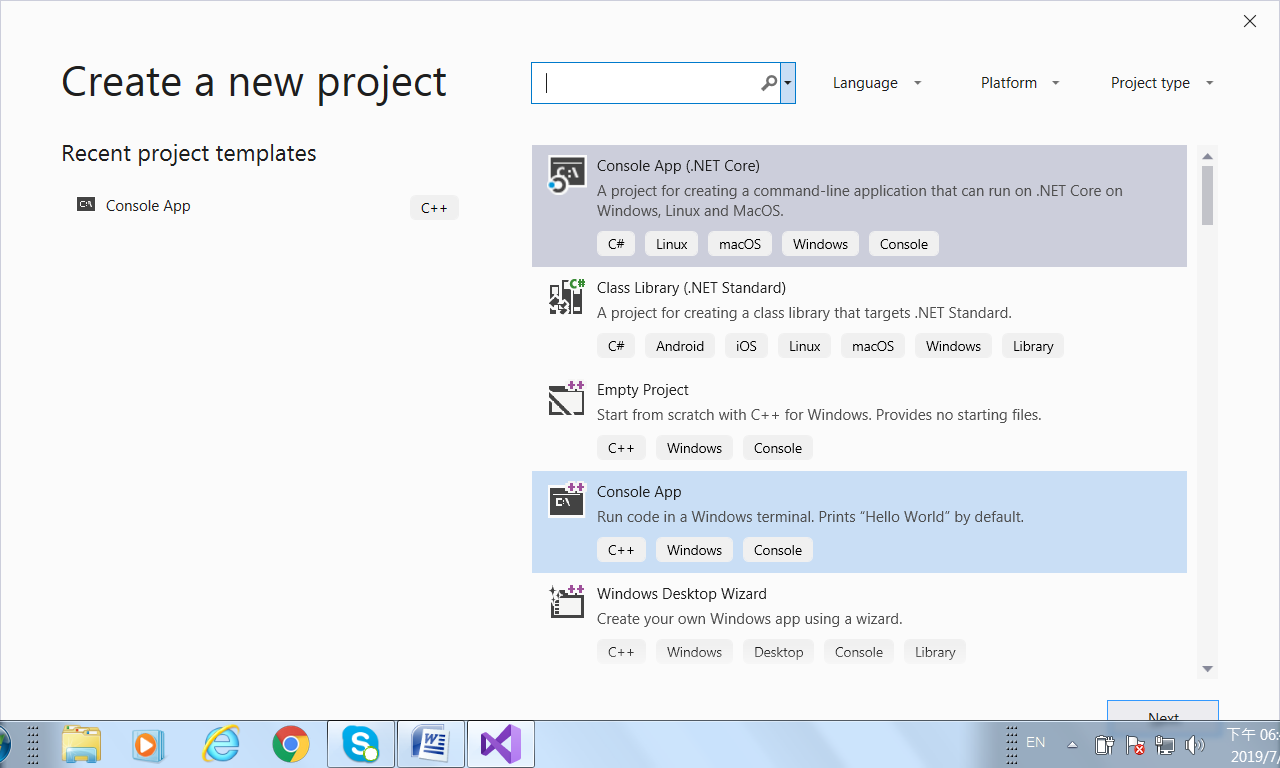 Create a new project
Language
Platform
Project type
Recent project templates
Console App
C++
Console App (.NET Core)
A project for creating a command-line application that can run on .NET Core on
Windows, Linux and MacOS.
C# Linux macOS Windows Console
Class Library (.NET Standard)
A project for creating a class library that targets .NET Standard.
C# Android iOS Linux macOS Windows Library
Empty Project
Start from scratch with C++ for Windows. Provides no starting files.
C++ Windows Console
Console App
Run code in a Windows terminal. Prints “Hello World” by default.
C++ Windows Console
Windows Desktop Wizard
Create your own Windows app using a wizard.
C++ Windows Desktop Console Library
Next
EN
下午 06:
2019/7/